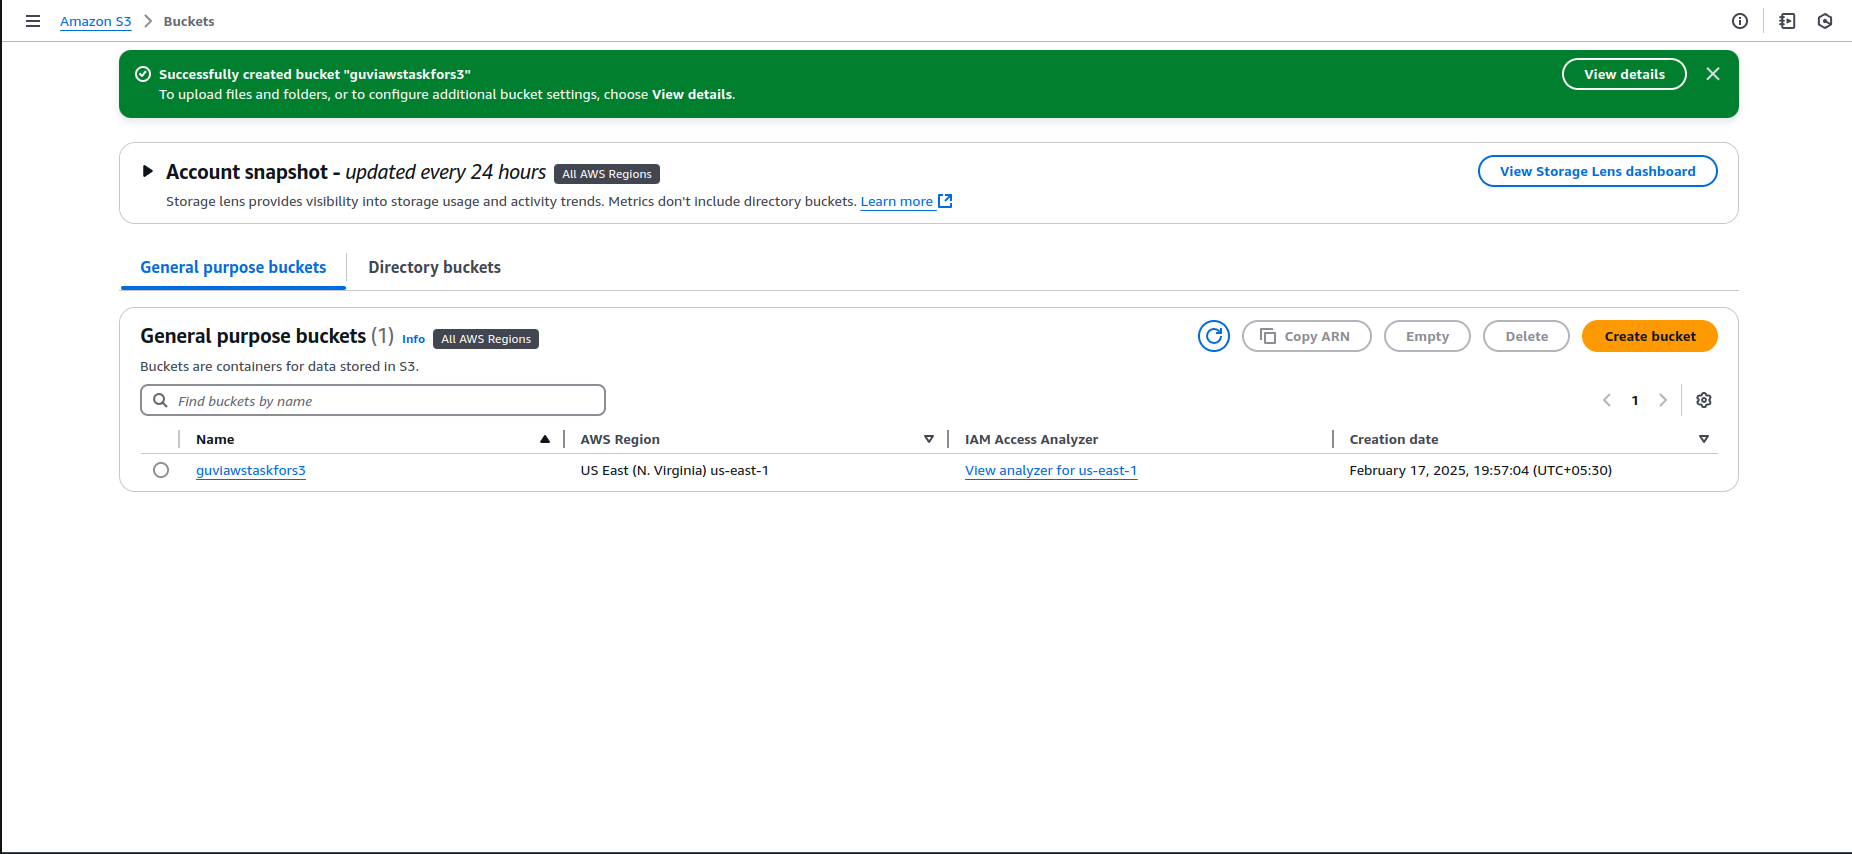 Amazon S3 > Buckets
Successfully created bucket "guviawstaskfors3"
To upload files and folders, or to configure additional bucket settings, choose View details.
View details
Account snapshot - updated every 24 hours All AWS Regions
View Storage Lens dashboard
Storage lens provides visibility into storage usage and activity trends. Metrics don't include directory buckets. Learn more
General purpose buckets Directory buckets
General purpose buckets (1) Info All AWS Regions
Copy ARN Empty Delete Create bucket
Buckets are containers for data stored in S3.
Find buckets by name
1
Name AWS Region IAM Access Analyzer Creation date
guviawstaskfors3 US East (N. Virginia) us-east-1 View analyzer for us-east-1 February 17, 2025, 19:57:04 (UTC+05:30)